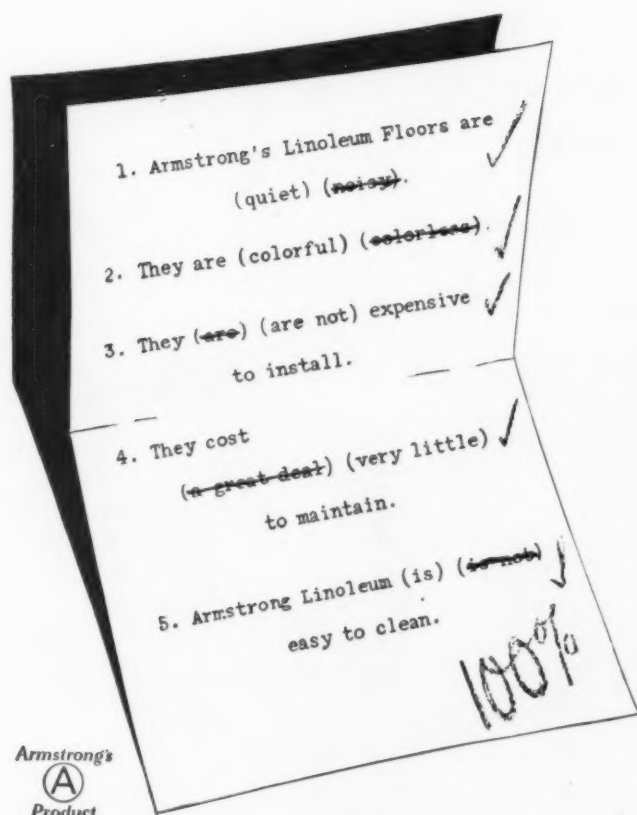 1. Armstrong's Linoleum Floors are
(quiet) (noisy).
2. They are (colorful) (colorless).
3. They (are) (are not) expensive
to install.
4. They cost
(a great deal) (very little)
to maintain.
5. Armstrong Linoleum (is) (is not)
easy to clean.
100%
Armstrong's
A
Product